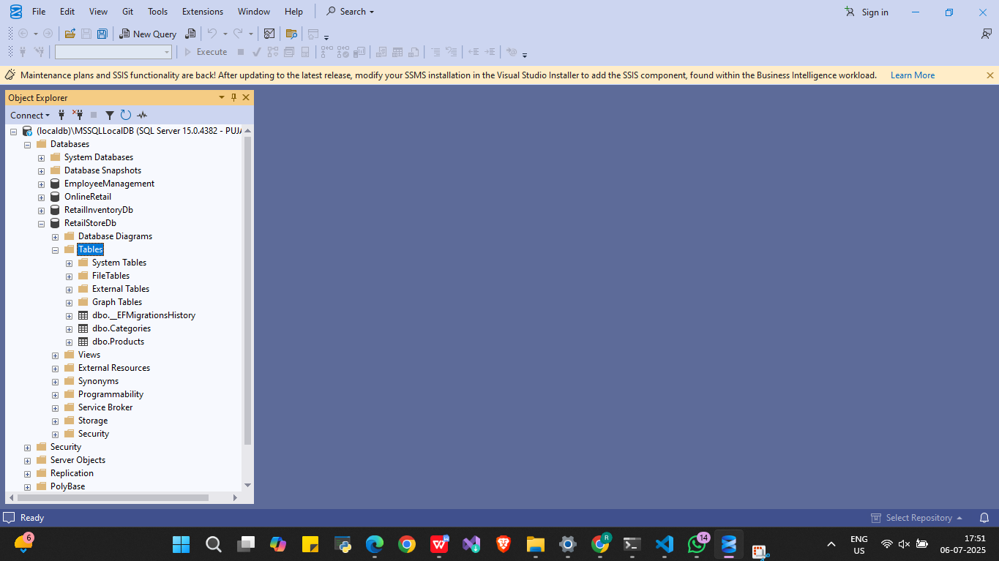 File Edit View Git Tools Extensions Window Help Search Sign in
New Query
Execute
Maintenance plans and SSIS functionality are back! After updating to the latest release, modify your SSMS installation in the Visual Studio Installer to add the SSIS component, found within the Business Intelligence workload. Learn More
Object Explorer
Connect
(localdb)\MSSQLLocalDB (SQL Server 15.0.4382 - PUJA
Databases
System Databases
Database Snapshots
EmployeeManagement
OnlineRetail
RetailInventoryDb
RetailStoreDb
Database Diagrams
Tables
System Tables
FileTables
External Tables
Graph Tables
dbo.__EFMigrationsHistory
dbo.Categories
dbo.Products
Views
External Resources
Synonyms
Programmability
Service Broker
Storage
Security
Security
Server Objects
Replication
PolyBase
Ready
Select Repository
6
R
14
ENG
US
17:51
06-07-2025